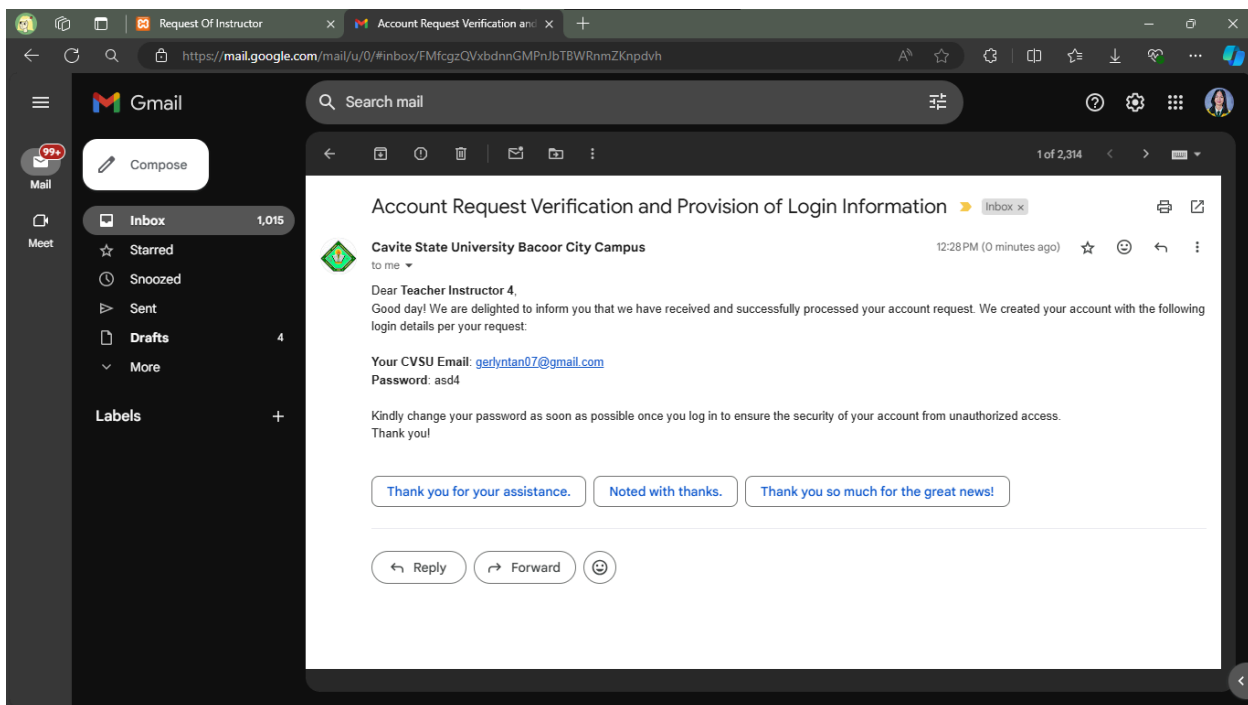 Request Of Instructor
Account Request Verification and
https://mail.google.com/mail/u/0/#inbox/FMfcgzQVxbdnnGMPnJbTBWRnmZKnpdvh
Gmail
Search mail
99+
Mail
Meet
Compose
1 of 2,314
Inbox 1,015
Starred
Snoozed
Sent
Drafts 4
More
Labels
Account Request Verification and Provision of Login Information Inbox x
Cavite State University Bacoor City Campus 12:28 PM (0 minutes ago)
to me
Dear Teacher Instructor 4,
Good day! We are delighted to inform you that we have received and successfully processed your account request. We created your account with the following
login details per your request:
Your CVSU Email: gerlyntan07@gmail.com
Password: asd4
Kindly change your password as soon as possible once you log in to ensure the security of your account from unauthorized access.
Thank you!
Thank you for your assistance. Noted with thanks. Thank you so much for the great news!
Reply Forward